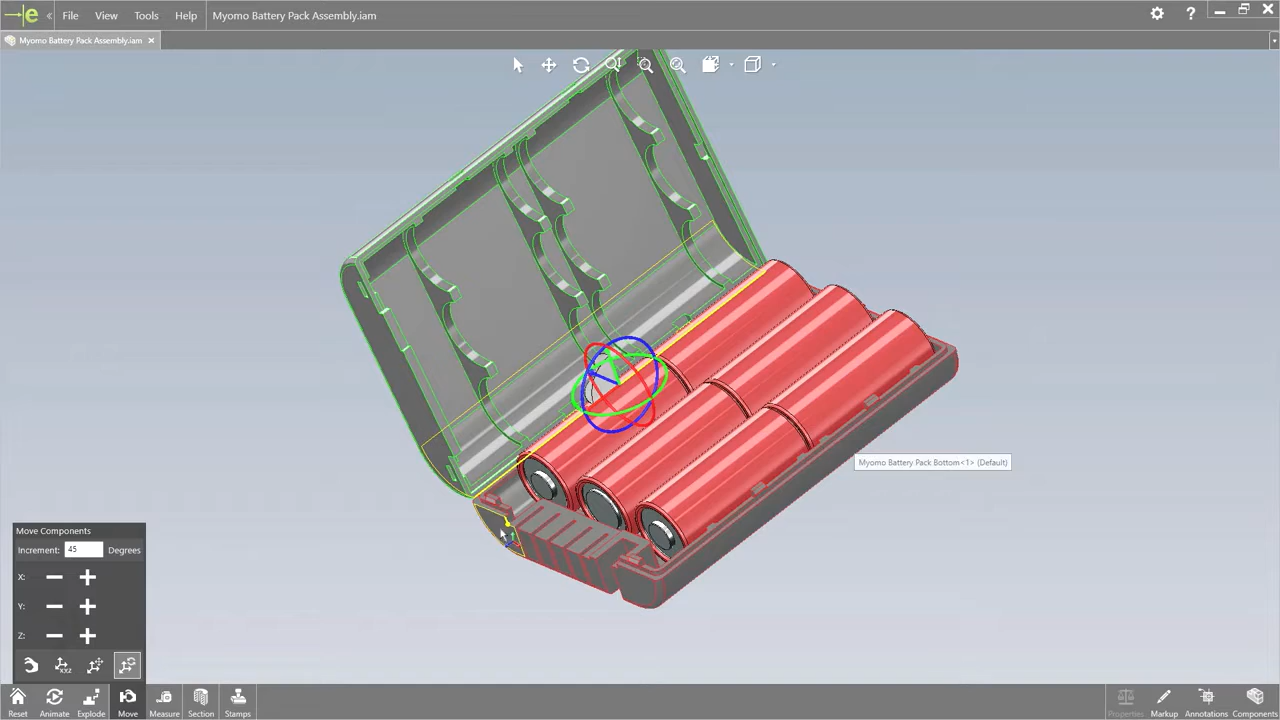 e « File View Tools Help Myomo Battery Pack Assembly.iam ?
Myomo Battery Pack Assembly.iam
Myomo Battery Pack Bottom<1> (Default)
Move Components
Increment: 45 Degrees
X:
Y:
Z:
XYZ
Reset Animate Explode Move Measure Section Stamps Properties Markup Annotations Components